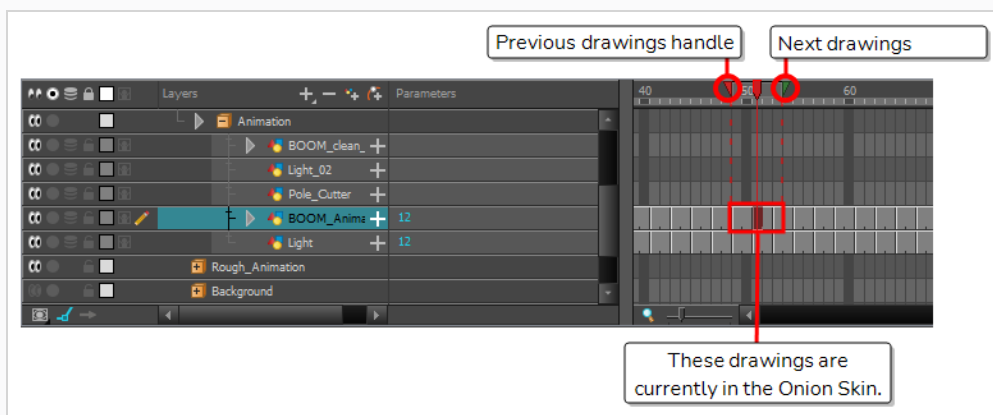 Previous drawings handle
Next drawings
Layers
Parameters
40
50
60
Animation
BOOM_clean_
Light_02
Pole_Cutter
BOOM_Anima
12
Light
12
Rough_Animation
Background
These drawings are
currently in the Onion Skin.